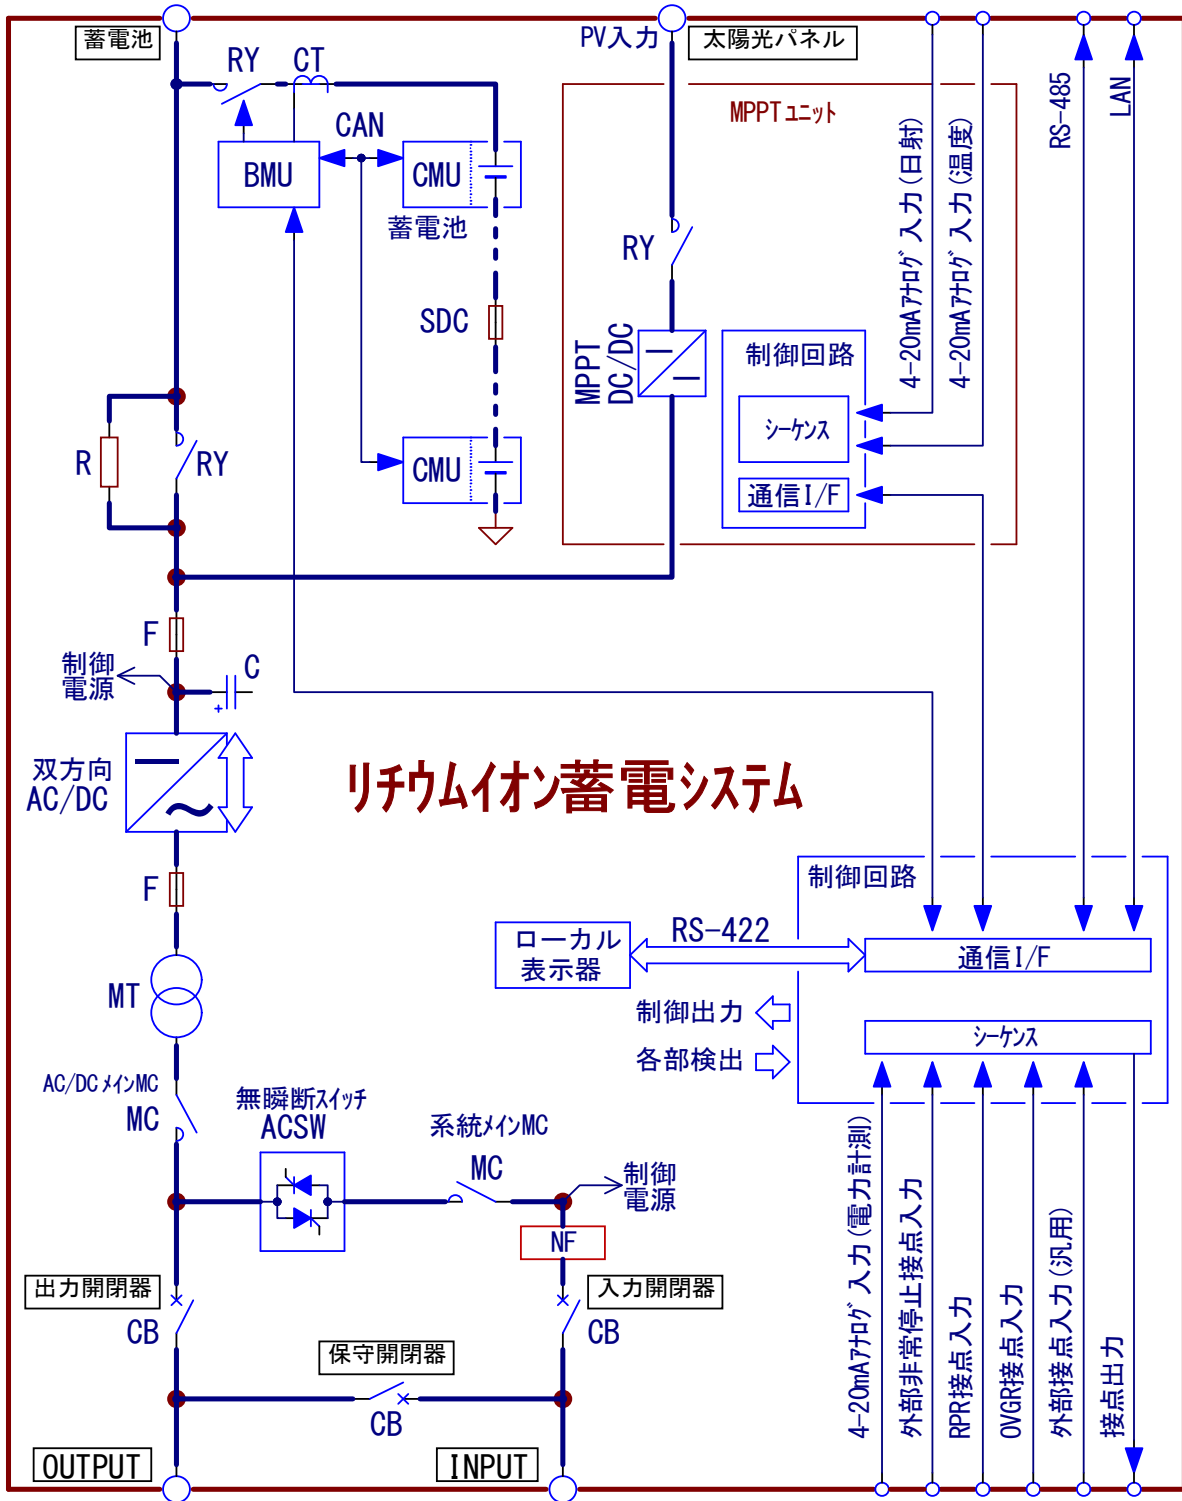 蓄電池
PV入力
太陽光パネル
RY
CT
MPPTユニット
CAN
BMU
CMU
蓄電池
RY
SDC
MPPT
DC/DC
制御回路
シーケンス
通信I/F
4-20mAアナログ入力(日射)
4-20mAアナログ入力(温度)
RS-485
LAN
R
RY
CMU
F
制御
電源
C
+
双方向
AC/DC
リチウムイオン蓄電システム
F
制御回路
ローカル
表示器
RS-422
通信I/F
MT
制御出力
各部検出
シーケンス
AC/DCメインMC
MC
無瞬断スイッチ
ACSW
系統メインMC
MC
制御
電源
NF
出力開閉器
CB
入力開閉器
CB
保守開閉器
CB
4-20mAアナログ入力(電力計測)
外部非常停止接点入力
RPR接点入力
OVGR接点入力
外部接点入力(汎用)
接点出力
OUTPUT
INPUT